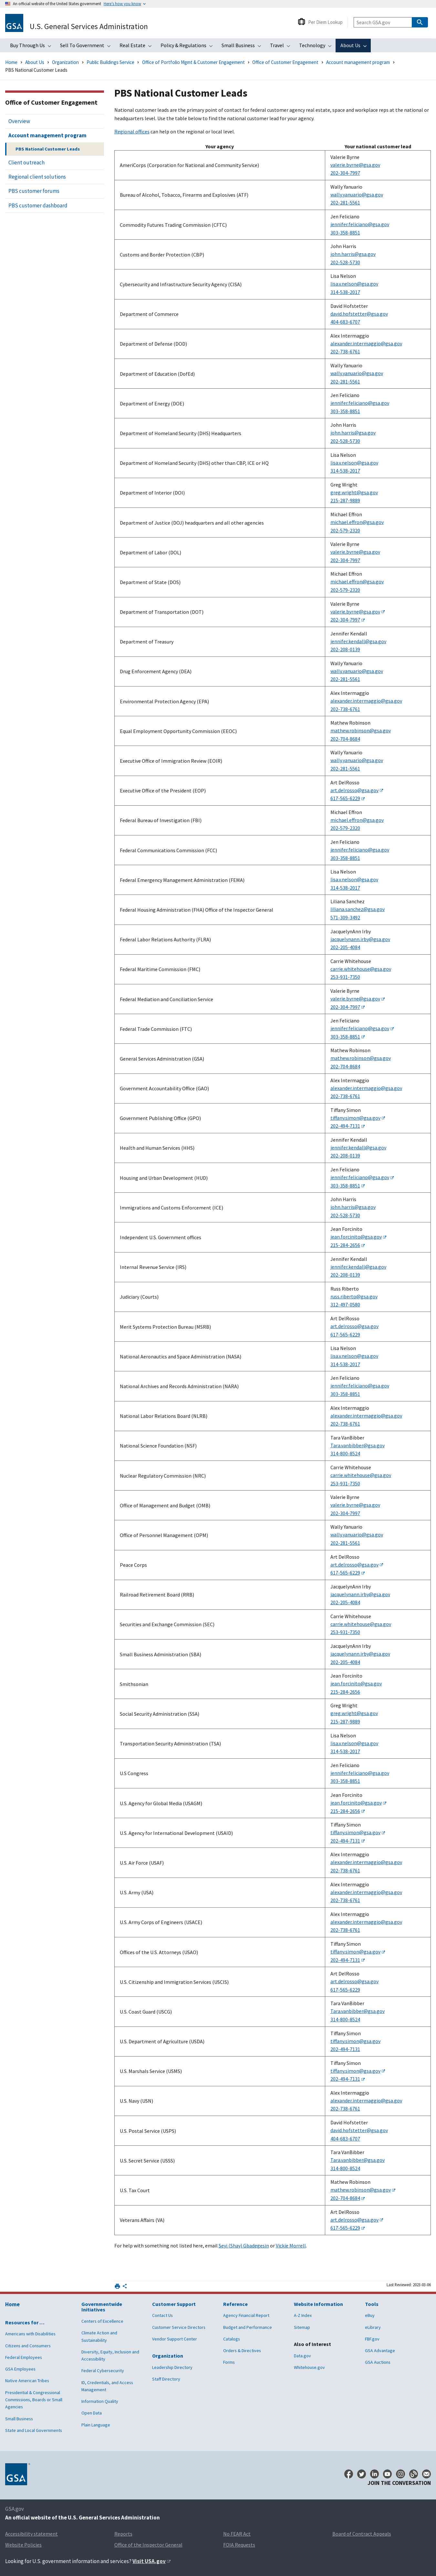 An official website of the United States government Here's how you know
GSA
U.S. General Services Administration
Per Diem Lookup
Search GSA.gov
Buy Through Us
Sell To Government
Real Estate
Policy & Regulations
Small Business
Travel
Technology
About Us
Home > About Us > Organization > Public Buildings Service > Office of Portfolio Mgmt & Customer Engagement > Office of Customer Engagement > Account management program >
PBS National Customer Leads
Office of Customer Engagement
Overview
Account management program
PBS National Customer Leads
Client outreach
Regional client solutions
PBS customer forums
PBS customer dashboard
PBS National Customer Leads
National customer leads are the primary point of contact for your agency's national headquarters and are responsible for understanding and coordinating your agency's needs across GSA.
Regional offices can help on the regional or local level.
Your agency
Your national customer lead
AmeriCorps (Corporation for National and Community Service)
Valerie Byrne
valerie.byrne@gsa.gov
202-304-7997
Bureau of Alcohol, Tobacco, Firearms and Explosives (ATF)
Wally Yanuario
wally.yanuario@gsa.gov
202-281-5561
Commodity Futures Trading Commission (CFTC)
Jen Feliciano
jennifer.feliciano@gsa.gov
303-358-8851
Customs and Border Protection (CBP)
John Harris
john.harris@gsa.gov
202-528-5730
Cybersecurity and Infrastructure Security Agency (CISA)
Lisa Nelson
lisa.v.nelson@gsa.gov
314-538-2017
Department of Commerce
David Hofstetter
david.hofstetter@gsa.gov
404-683-6707
Department of Defense (DOD)
Alex Intermaggio
alexander.intermaggio@gsa.gov
202-738-6761
Department of Education (DofEd)
Wally Yanuario
wally.yanuario@gsa.gov
202-281-5561
Department of Energy (DOE)
Jen Feliciano
jennifer.feliciano@gsa.gov
303-358-8851
Department of Homeland Security (DHS) Headquarters
John Harris
john.harris@gsa.gov
202-528-5730
Department of Homeland Security (DHS) other than CBP, ICE or HQ
Lisa Nelson
lisa.v.nelson@gsa.gov
314-538-2017
Department of Interior (DOI)
Greg Wright
greg.wright@gsa.gov
215-287-9889
Department of Justice (DOJ) headquarters and all other agencies
Michael Effron
michael.effron@gsa.gov
202-579-2320
Department of Labor (DOL)
Valerie Byrne
valerie.byrne@gsa.gov
202-304-7997
Department of State (DOS)
Michael Effron
michael.effron@gsa.gov
202-579-2320
Department of Transportation (DOT)
Valerie Byrne
valerie.byrne@gsa.gov
202-304-7997
Department of Treasury
Jennifer Kendall
jennifer.kendall@gsa.gov
202-208-0139
Drug Enforcement Agency (DEA)
Wally Yanuario
wally.yanuario@gsa.gov
202-281-5561
Environmental Protection Agency (EPA)
Alex Intermaggio
alexander.intermaggio@gsa.gov
202-738-6761
Equal Employment Opportunity Commission (EEOC)
Mathew Robinson
mathew.robinson@gsa.gov
202-704-8684
Executive Office of Immigration Review (EOIR)
Wally Yanuario
wally.yanuario@gsa.gov
202-281-5561
Executive Office of the President (EOP)
Art DelRosso
art.delrosso@gsa.gov
617-565-6229
Federal Bureau of Investigation (FBI)
Michael Effron
michael.effron@gsa.gov
202-579-2320
Federal Communications Commission (FCC)
Jen Feliciano
jennifer.feliciano@gsa.gov
303-358-8851
Federal Emergency Management Agency (FEMA)
Lisa Nelson
lisa.v.nelson@gsa.gov
314-538-2017
Federal Housing Administration (FHA) Office of the Inspector General
Liliana Sanchez
liliana.sanchez@gsa.gov
571-309-3492
Federal Labor Relations Authority (FLRA)
JacquelynAnn Irby
jacquelynann.irby@gsa.gov
202-205-4084
Federal Maritime Commission (FMC)
Carrie Whitehouse
carrie.whitehouse@gsa.gov
253-931-7350
Federal Mediation and Conciliation Service
Valerie Byrne
valerie.byrne@gsa.gov
202-304-7997
Federal Trade Commission (FTC)
Jen Feliciano
jennifer.feliciano@gsa.gov
303-358-8851
General Services Administration (GSA)
Mathew Robinson
mathew.robinson@gsa.gov
202-704-8684
Government Accountability Office (GAO)
Alex Intermaggio
alexander.intermaggio@gsa.gov
202-738-6761
Government Publishing Office (GPO)
Tiffany Simon
tiffany.simon@gsa.gov
202-494-7131
Health and Human Services (HHS)
Jennifer Kendall
jennifer.kendall@gsa.gov
202-208-0139
Housing and Urban Development (HUD)
Jen Feliciano
jennifer.feliciano@gsa.gov
303-358-8851
Immigrations and Customs Enforcement (ICE)
John Harris
john.harris@gsa.gov
202-528-5730
Independent U.S. Government offices
Jean Forcinito
jean.forcinito@gsa.gov
215-284-2656
Internal Revenue Service (IRS)
Jennifer Kendall
jennifer.kendall@gsa.gov
202-208-0139
Judiciary (Courts)
Russ Riberto
russ.riberto@gsa.gov
312-497-0580
Merit Systems Protection Bureau (MSRB)
Art DelRosso
art.delrosso@gsa.gov
617-565-6229
National Aeronautics and Space Administration (NASA)
Lisa Nelson
lisa.v.nelson@gsa.gov
314-538-2017
National Archives and Records Administration (NARA)
Jen Feliciano
jennifer.feliciano@gsa.gov
303-358-8851
National Labor Relations Board (NLRB)
Alex Intermaggio
alexander.intermaggio@gsa.gov
202-738-6761
National Science Foundation (NSF)
Tara VanBibber
Tara.vanbibber@gsa.gov
314-800-8524
Nuclear Regulatory Commission (NRC)
Carrie Whitehouse
carrie.whitehouse@gsa.gov
253-931-7350
Office of Management and Budget (OMB)
Valerie Byrne
valerie.byrne@gsa.gov
202-304-7997
Office of Personnel Management (OPM)
Wally Yanuario
wally.yanuario@gsa.gov
202-281-5561
Peace Corps
Art DelRosso
art.delrosso@gsa.gov
617-565-6229
Railroad Retirement Board (RRB)
JacquelynAnn Irby
jacquelynann.irby@gsa.gov
202-205-4084
Securities and Exchange Commission (SEC)
Carrie Whitehouse
carrie.whitehouse@gsa.gov
253-931-7350
Small Business Administration (SBA)
JacquelynAnn Irby
jacquelynann.irby@gsa.gov
202-205-4084
Smithsonian
Jean Forcinito
jean.forcinito@gsa.gov
215-284-2656
Social Security Administration (SSA)
Greg Wright
greg.wright@gsa.gov
215-287-9889
Transportation Security Administration (TSA)
Lisa Nelson
lisa.v.nelson@gsa.gov
314-538-2017
US Congress
Jen Feliciano
jennifer.feliciano@gsa.gov
303-358-8851
U.S. Agency for Global Media (USAGM)
Jean Forcinito
jean.forcinito@gsa.gov
215-284-2656
U.S. Agency for International Development (USAID)
Tiffany Simon
tiffany.simon@gsa.gov
202-494-7131
U.S. Air Force (USAF)
Alex Intermaggio
alexander.intermaggio@gsa.gov
202-738-6761
U.S. Army (USA)
Alex Intermaggio
alexander.intermaggio@gsa.gov
202-738-6761
U.S. Army Corps of Engineers (USACE)
Alex Intermaggio
alexander.intermaggio@gsa.gov
202-738-6761
Offices of the U.S. Attorneys (USAO)
Tiffany Simon
tiffany.simon@gsa.gov
202-494-7131
U.S. Citizenship and Immigration Services (USCIS)
Art DelRosso
art.delrosso@gsa.gov
617-565-6229
U.S. Coast Guard (USCG)
Tara VanBibber
Tara.vanbibber@gsa.gov
314-800-8524
U.S. Department of Agriculture (USDA)
Tiffany Simon
tiffany.simon@gsa.gov
202-494-7131
U.S. Marshals Service (USMS)
Tiffany Simon
tiffany.simon@gsa.gov
202-494-7131
U.S. Navy (USN)
Alex Intermaggio
alexander.intermaggio@gsa.gov
202-738-6761
U.S. Postal Service (USPS)
David Hofstetter
david.hofstetter@gsa.gov
404-683-6707
U.S. Secret Service (USSS)
Tara VanBibber
Tara.vanbibber@gsa.gov
314-800-8524
U.S. Tax Court
Mathew Robinson
mathew.robinson@gsa.gov
202-704-8684
Veterans Affairs (VA)
Art DelRosso
art.delrosso@gsa.gov
617-565-6229
For help with something not listed here, email Seyi (Shay) Gbadegesin or Vickie Morrell.
Last Reviewed: 2023-05-08
Home
Resources for …
Americans with Disabilities
Citizens and Consumers
Federal Employees
GSA Employees
Native American Tribes
Presidential & Congressional Commissions, Boards or Small Agencies
Small Business
State and Local Governments
Governmentwide Initiatives
Centers of Excellence
Climate Action and Sustainability
Diversity, Equity, Inclusion and Accessibility
Federal Cybersecurity
ID, Credentials, and Access Management
Information Quality
Open Data
Plain Language
Customer Support
Contact Us
Customer Service Directors
Vendor Support Center
Organization
Leadership Directory
Staff Directory
Reference
Agency Financial Report
Budget and Performance
Catalogs
Orders & Directives
Forms
Website Information
A-Z Index
Sitemap
Also of Interest
Data.gov
Whitehouse.gov
Tools
eBuy
eLibrary
FBF.gov
GSA Advantage
GSA Auctions
GSA
JOIN THE CONVERSATION
GSA.gov
An official website of the U.S. General Services Administration
Accessibility statement
Reports
No FEAR Act
Board of Contract Appeals
Website Policies
Office of the Inspector General
FOIA Requests
Looking for U.S. government information and services? Visit USA.gov